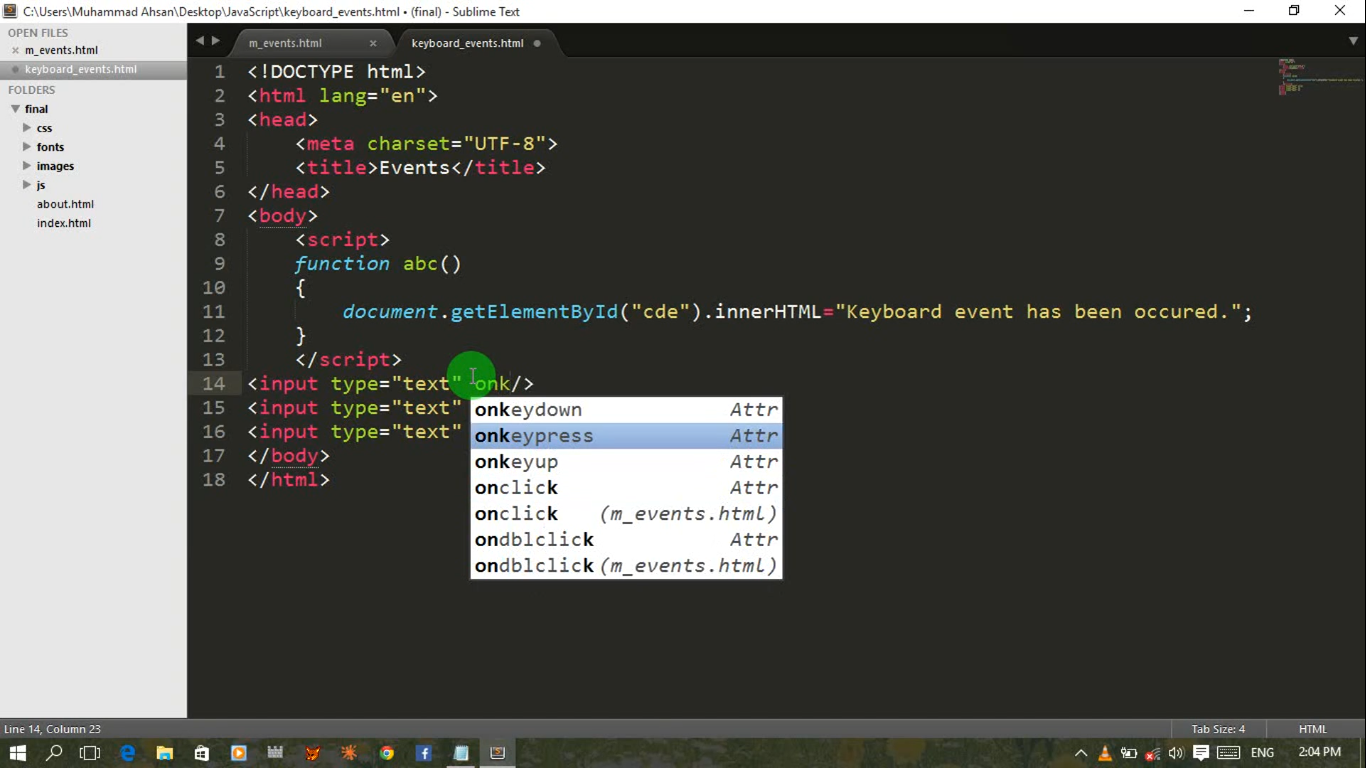 C:\Users\Muhammad Ahsan\Desktop\JavaScript\keyboard_events.html • (final) - Sublime Text
OPEN FILES
m_events.html
keyboard_events.html
FOLDERS
final
css
fonts
images
js
about.html
index.html
m_events.html
keyboard_events.html
1 <!DOCTYPE html>
2 <html lang="en">
3 <head>
4 <meta charset="UTF-8">
5 <title>Events</title>
6 </head>
7 <body>
8 <script>
9 function abc()
10 {
11 document.getElementById("cde").innerHTML="Keyboard event has been occured.";
12 }
13 </script>
14 <input type="text" onk/>
15 <input type="text"
16 <input type="text"
17 </body>
18 </html>
onkeydown Attr
onkeypress Attr
onkeyup Attr
onclick Attr
onclick (m_events.html)
ondblclick Attr
ondblclick (m_events.html)
Line 14, Column 23
Tab Size: 4
HTML
ENG
2:04 PM